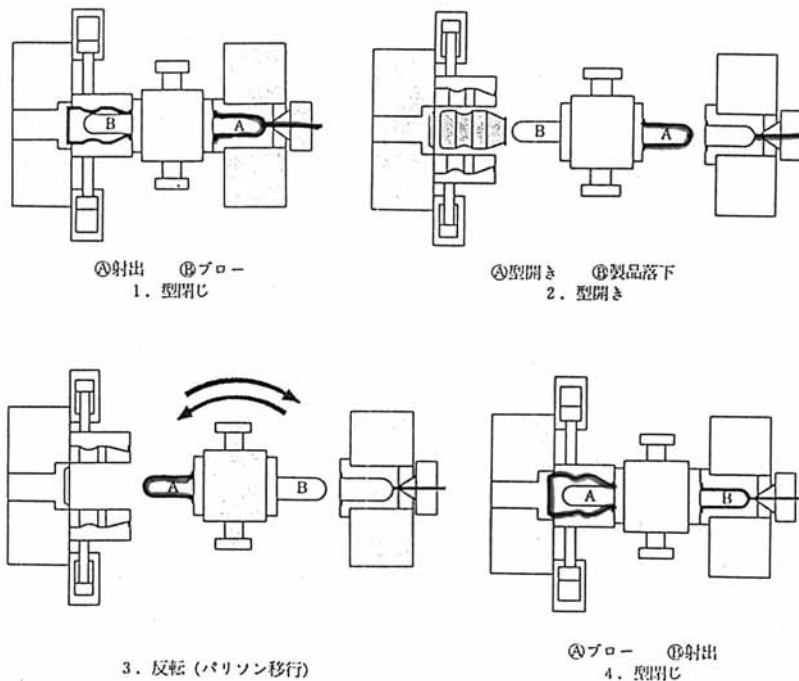 B
A
Ⓐ射出 Ⓑブロー
1. 型閉じ
B
A
Ⓐ型開き Ⓑ製品落下
2. 型開き
A
B
3. 反転 (パリソン移行)
A
B
Ⓐブロー Ⓑ射出
4. 型閉じ